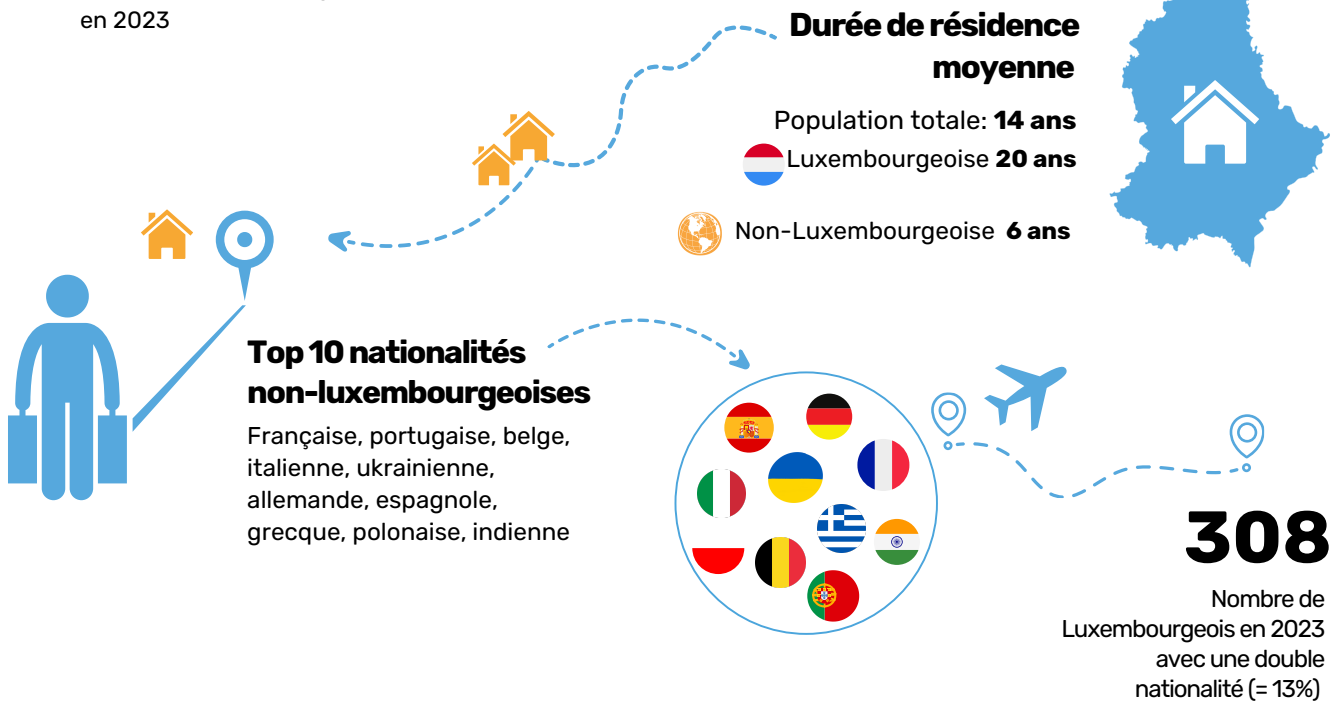 en 2023
Durée de résidence
moyenne
Population totale: 14 ans
Luxembourgeoise 20 ans
Non-Luxembourgeoise 6 ans
Top 10 nationalités
non-luxembourgeoises
Française, portugaise, belge,
italienne, ukrainienne,
allemande, espagnole,
grecque, polonaise, indienne
308
Nombre de
Luxembourgeois en 2023
avec une double
nationalité (= 13%)